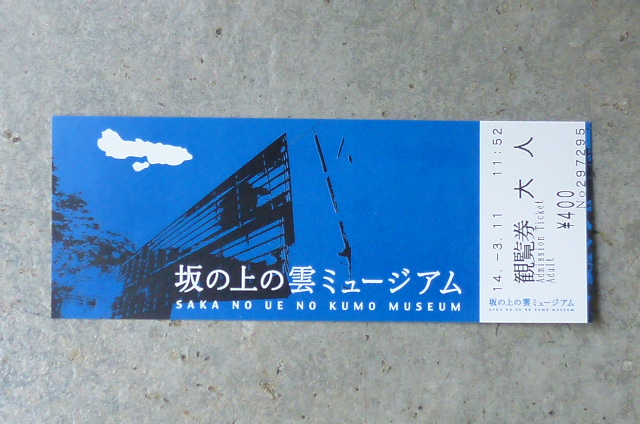 坂の上の雲ミュージアム
SAKA NO UE NO KUMO MUSEUM
14.-3.11 11:52
観覧券 大人
Admission Ticket
Adult
¥400
No297295
坂の上の雲ミュージアム
SAKA NO UE NO KUMO MUSEUM